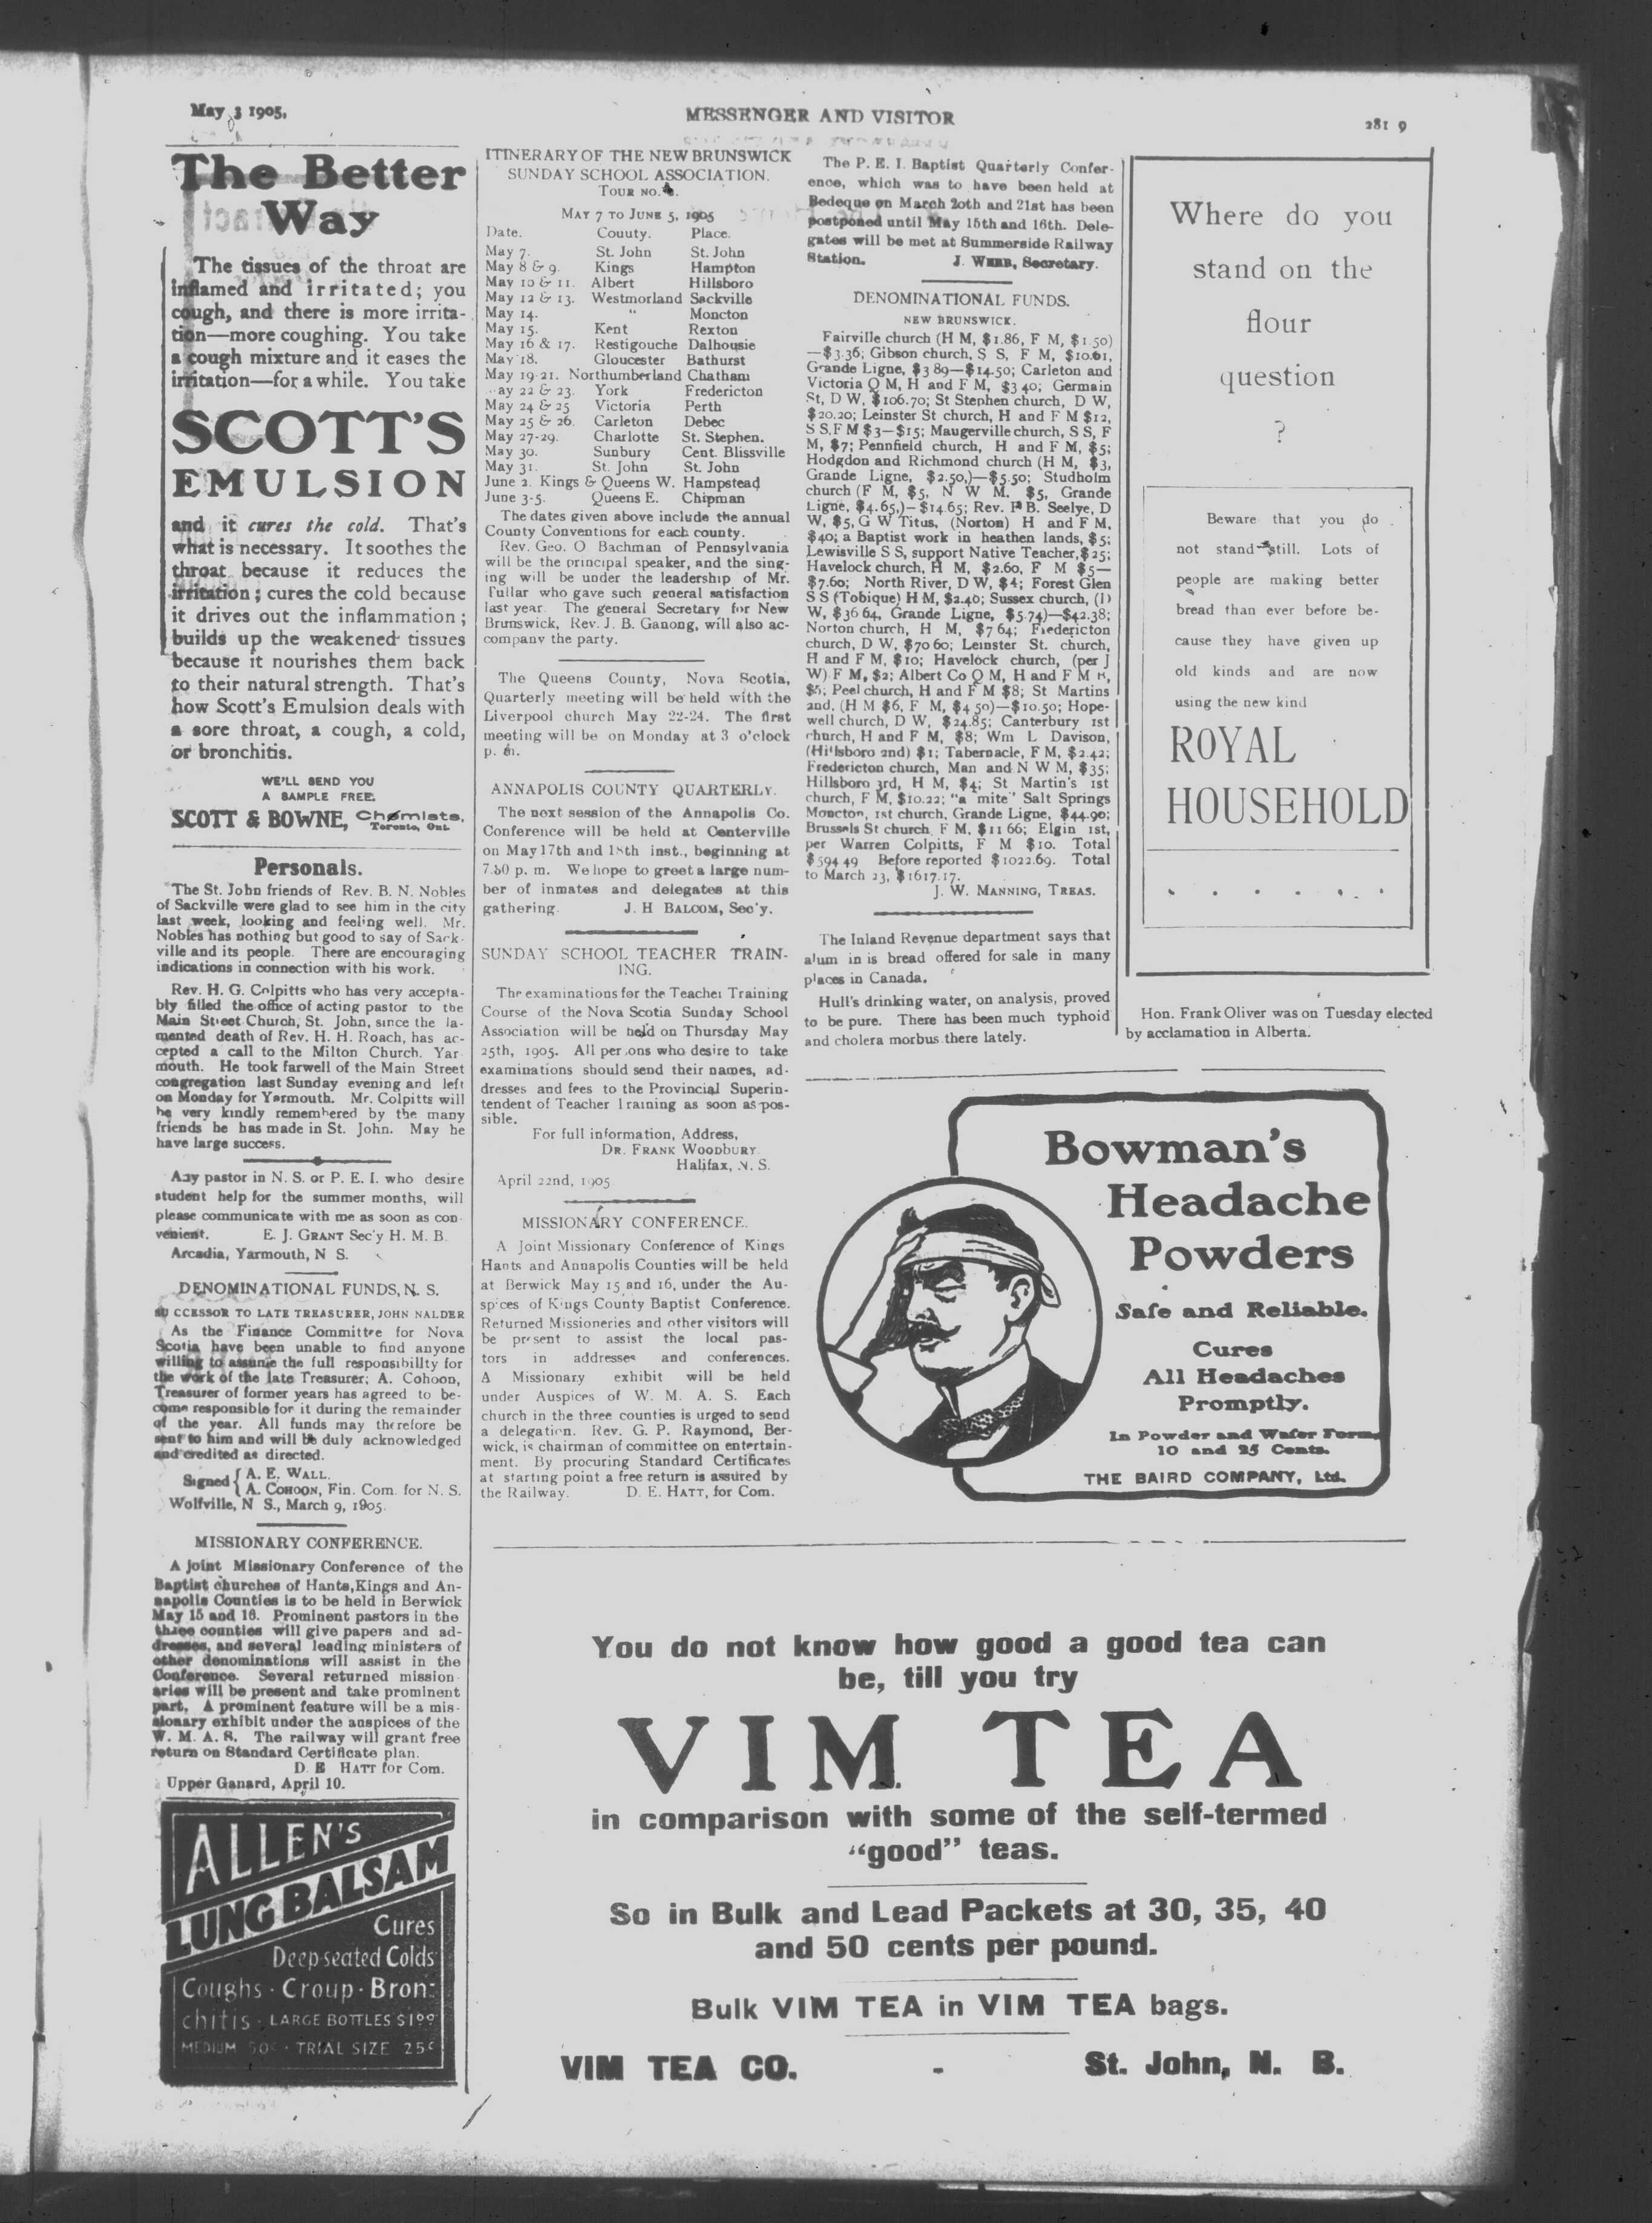 May 3 1905.
MESSENGER AND VISITOR
281 9
The Better
Way
The tissues of the throat are
inflamed and irritated; you
cough, and there is more irrita-
tion—more coughing. You take
a cough mixture and it eases the
irritation—for a while. You take
SCOTT'S
EMULSION
and it cures the cold. That's
what is necessary. It soothes the
throat because it reduces the
irritation; cures the cold because
it drives out the inflammation;
builds up the weakened tissues
because it nourishes them back
to their natural strength. That's
how Scott's Emulsion deals with
a sore throat, a cough, a cold,
or bronchitis.
WE'LL SEND YOU
A SAMPLE FREE.
SCOTT & BOWNE, Chemists,
Toronto, Ont.
Personals.
The St. John friends of Rev. B. N. Nobles
of Sackville were glad to see him in the city
last week, looking and feeling well. Mr.
Nobles has nothing but good to say of Sack-
ville and its people. There are encouraging
indications in connection with his work.
Rev. H. G. Colpitts who has very accepta-
bly filled the office of acting pastor to the
Main Street Church, St. John, since the la-
mented death of Rev. H. H. Roach, has ac-
cepted a call to the Milton Church. Yar
mouth. He took farwell of the Main Street
congregation last Sunday evening and left
on Monday for Yarmouth. Mr. Colpitts will
be very kindly remembered by the many
friends he has made in St. John. May he
have large success.
Any pastor in N. S. or P. E. I. who desire
student help for the summer months, will
please communicate with me as soon as con
venient. E. J. GRANT Sec'y H. M. B.
Arcadia, Yarmouth, N S.
DENOMINATIONAL FUNDS, N. S.
SU CCESSOR TO LATE TREASURER, JOHN NALDER
As the Finance Committee for Nova
Scotia have been unable to find anyone
willing to assume the full responsibility for
the work of the late Treasurer; A. Cohoon,
Treasurer of former years has agreed to be-
come responsible for it during the remainder
of the year. All funds may therefore be
sent to him and will be duly acknowledged
and credited as directed.
Signed { A. E. WALL.
A. COHOON, Fin. Com. for N. S.
Wolfville, N S., March 9, 1905.
MISSIONARY CONFERENCE.
A Joint Missionary Conference of the
Baptist churches of Hants, Kings and An-
napolis Counties is to be held in Berwick
May 15 and 16. Prominent pastors in the
three counties will give papers and ad-
dresses, and several leading ministers of
other denominations will assist in the
Conference. Several returned mission-
aries will be present and take prominent
part. A prominent feature will be a mis-
sionary exhibit under the auspices of the
W. M. A. S. The railway will grant free
return on Standard Certificate plan.
D. E HATT for Com.
Upper Canard, April 10.
ALLEN'S
LUNG BALSAM
Cures
Deep seated Colds
Coughs · Croup · Bron-
chitis · LARGE BOTTLES $1.00
MEDIUM 50c · TRIAL SIZE 25c
ITINERARY OF THE NEW BRUNSWICK
SUNDAY SCHOOL ASSOCIATION.
TOUR NO.
MAY 7 TO JUNE 5, 1905
Date. Couuty. Place.
May 7. St. John St. John
May 8 & 9. Kings Hampton
May 10 & 11. Albert Hillsboro
May 12 & 13. Westmorland Sackville
May 14. " Moncton
May 15. Kent Rexton
May 16 & 17. Restigouche Dalhousie
May 18. Gloucester Bathurst
May 19-21. Northumberland Chatham
ay 22 & 23. York Fredericton
May 24 & 25 Victoria Perth
May 25 & 26. Carleton Debec
May 27-29. Charlotte St. Stephen.
May 30. Sunbury Cent. Blissville
May 31. St. John St. John
June 2. Kings & Queens W. Hampstead
June 3-5. Queens E. Chipman
The dates given above include the annual
County Conventions for each county.
Rev. Geo. O Bachman of Pennsylvania
will be the principal speaker, and the sing-
ing will be under the leadership of Mr.
Tullar who gave such general satisfaction
last year. The general Secretary for New
Brunswick, Rev. J. B. Ganong, will also ac-
company the party.
The Queens County, Nova Scotia,
Quarterly meeting will be held with the
Liverpool church May 22-24. The first
meeting will be on Monday at 3 o'clock
p. m.
ANNAPOLIS COUNTY QUARTERLY.
The next session of the Annapolis Co.
Conference will be held at Centerville
on May 17th and 18th inst., beginning at
7.30 p. m. We hope to greet a large num-
ber of inmates and delegates at this
gathering. J. H BALCOM, Sec'y.
SUNDAY SCHOOL TEACHER TRAIN-
ING.
The examinations for the Teacher Training
Course of the Nova Scotia Sunday School
Association will be held on Thursday May
25th, 1905. All persons who desire to take
examinations should send their names, ad-
dresses and fees to the Provincial Superin-
tendent of Teacher Training as soon as pos-
sible.
For full information, Address,
DR. FRANK WOODBURY.
Halifax, N. S.
April 22nd, 1905.
MISSIONARY CONFERENCE.
A Joint Missionary Conference of Kings
Hants and Annapolis Counties will be held
at Berwick May 15 and 16, under the Au-
spices of Kings County Baptist Conference.
Returned Missioneries and other visitors will
be present to assist the local pas-
tors in addresses and conferences.
A Missionary exhibit will be held
under Auspices of W. M. A. S. Each
church in the three counties is urged to send
a delegation. Rev. G. P. Raymond, Ber-
wick, is chairman of committee on entertain-
ment. By procuring Standard Certificates
at starting point a free return is assured by
the Railway. D. E. HATT, for Com.
The P. E. I. Baptist Quarterly Confer-
ence, which was to have been held at
Bedeque on March 20th and 21st has been
postponed until May 15th and 16th. Dele-
gates will be met at Summerside Railway
Station. J. WEBB, Secretary.
DENOMINATIONAL FUNDS.
NEW BRUNSWICK.
Fairville church (H M, $1.86, F M, $1.50)
—$3.36; Gibson church, S S, F M, $10.61,
Grande Ligne, $3 89—$14.50; Carleton and
Victoria Q M, H and F M, $3 40; Germain
St, D W, $106.70; St Stephen church, D W,
$20.20; Leinster St church, H and F M $12,
S S, F M $3—$15; Maugerville church, S S, F
M, $7; Pennfield church, H and F M, $5;
Hodgdon and Richmond church (H M, $3,
Grande Ligne, $2.50,)—$5.50; Studholm
church (F M, $5, N W M. $5, Grande
Ligne, $4.65,)—$14.65; Rev. B. Seelye, D
W, $5, G W Titus, (Norton) H and F M,
$40; a Baptist work in heathen lands, $5;
Lewisville S S, support Native Teacher, $25;
Havelock church, H M, $2.60, F M $5—
$7.60; North River, D W, $4; Forest Glen
S S (Tobique) H M, $2.40; Sussex church, (D
W, $36 64, Grande Ligne, $5.74)—$42.38;
Norton church, H M, $7 64; Fredericton
church, D W, $70 60; Leinster St. church,
H and F M, $10; Havelock church, (per J
W) F M, $2; Albert Co Q M, H and F M
$5; Peel church, H and F M $8; St Martins
2nd, (H M $6, F M, $4 50)—$10.50; Hope-
well church, D W, $24.85; Canterbury 1st
church, H and F M, $8; Wm L Davison,
(Hillsboro 2nd) $1; Tabernacle, F M, $2.42;
Fredericton church, Man and N W M, $35;
Hillsboro 3rd, H M, $4; St Martin's 1st
church, F M, $10.22; "a mite" Salt Springs
Moncton, 1st church, Grande Ligne, $44.90;
Brussels St church, F M, $11 66; Elgin 1st,
per Warren Colpitts, F M $10. Total
$594 49 Before reported $1022.69. Total
to March 23, $1617.17.
J. W. MANNING, TREAS.
The Inland Revenue department says that
alum in is bread offered for sale in many
places in Canada.
Hull's drinking water, on analysis, proved
to be pure. There has been much typhoid
and cholera morbus there lately.
Where do you
stand on the
flour
question
?
Beware that you do
not stand still. Lots of
people are making better
bread than ever before be-
cause they have given up
old kinds and are now
using the new kind
ROYAL
HOUSEHOLD
Hon. Frank Oliver was on Tuesday elected
by acclamation in Alberta.
Bowman's
Headache
Powders
Safe and Reliable.
Cures
All Headaches
Promptly.
In Powder and Wafer Form,
10 and 25 Cents.
THE BAIRD COMPANY, Ltd.
You do not know how good a good tea can
be, till you try
VIM TEA
in comparison with some of the self-termed
"good" teas.
So in Bulk and Lead Packets at 30, 35, 40
and 50 cents per pound.
Bulk VIM TEA in VIM TEA bags.
VIM TEA CO. - St. John, N. B.